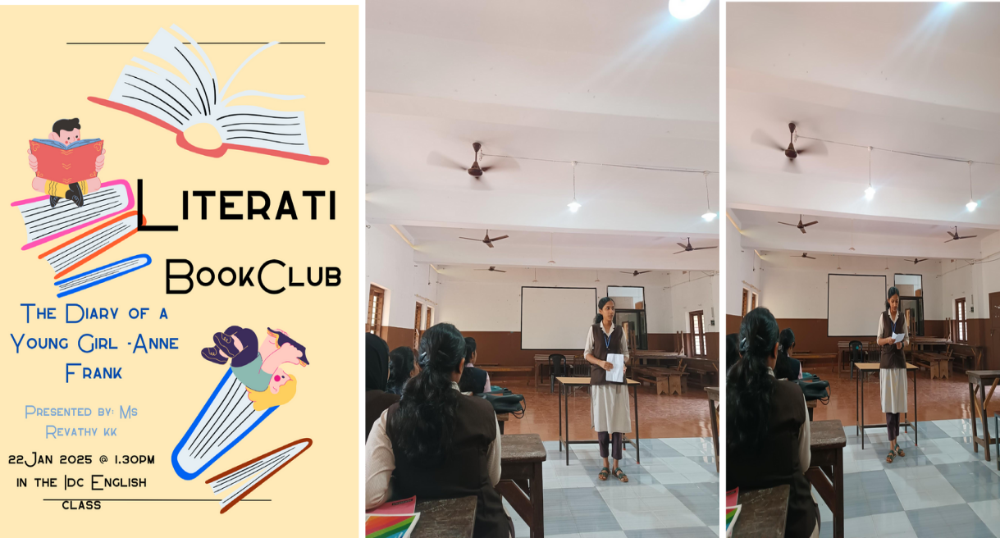 LITERATI
BOOKCLUB
THE DIARY OF A
YOUNG GIRL -ANNE
FRANK
PRESENTED BY: MS
REVATHY KK
22JAN 2025 @ 1.30PM
IN THE IDC ENGLISH
CLASS